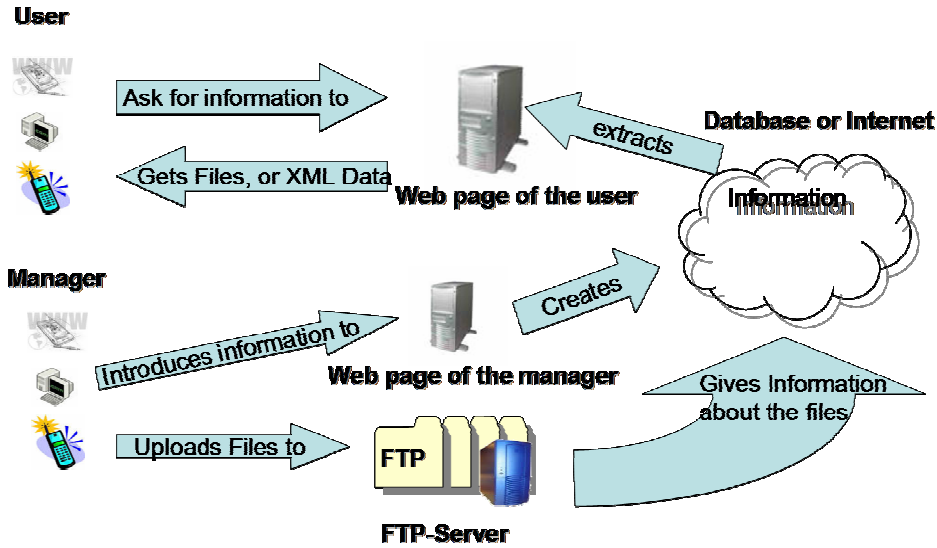 User
WWW
Ask for information to
Gets Files, or XML Data
Web page of the user
extracts
Database or Internet
Information
Manager
WWW
Introduces information to
Web page of the manager
Creates
Uploads Files to
FTP
FTP-Server
Gives Information
about the files